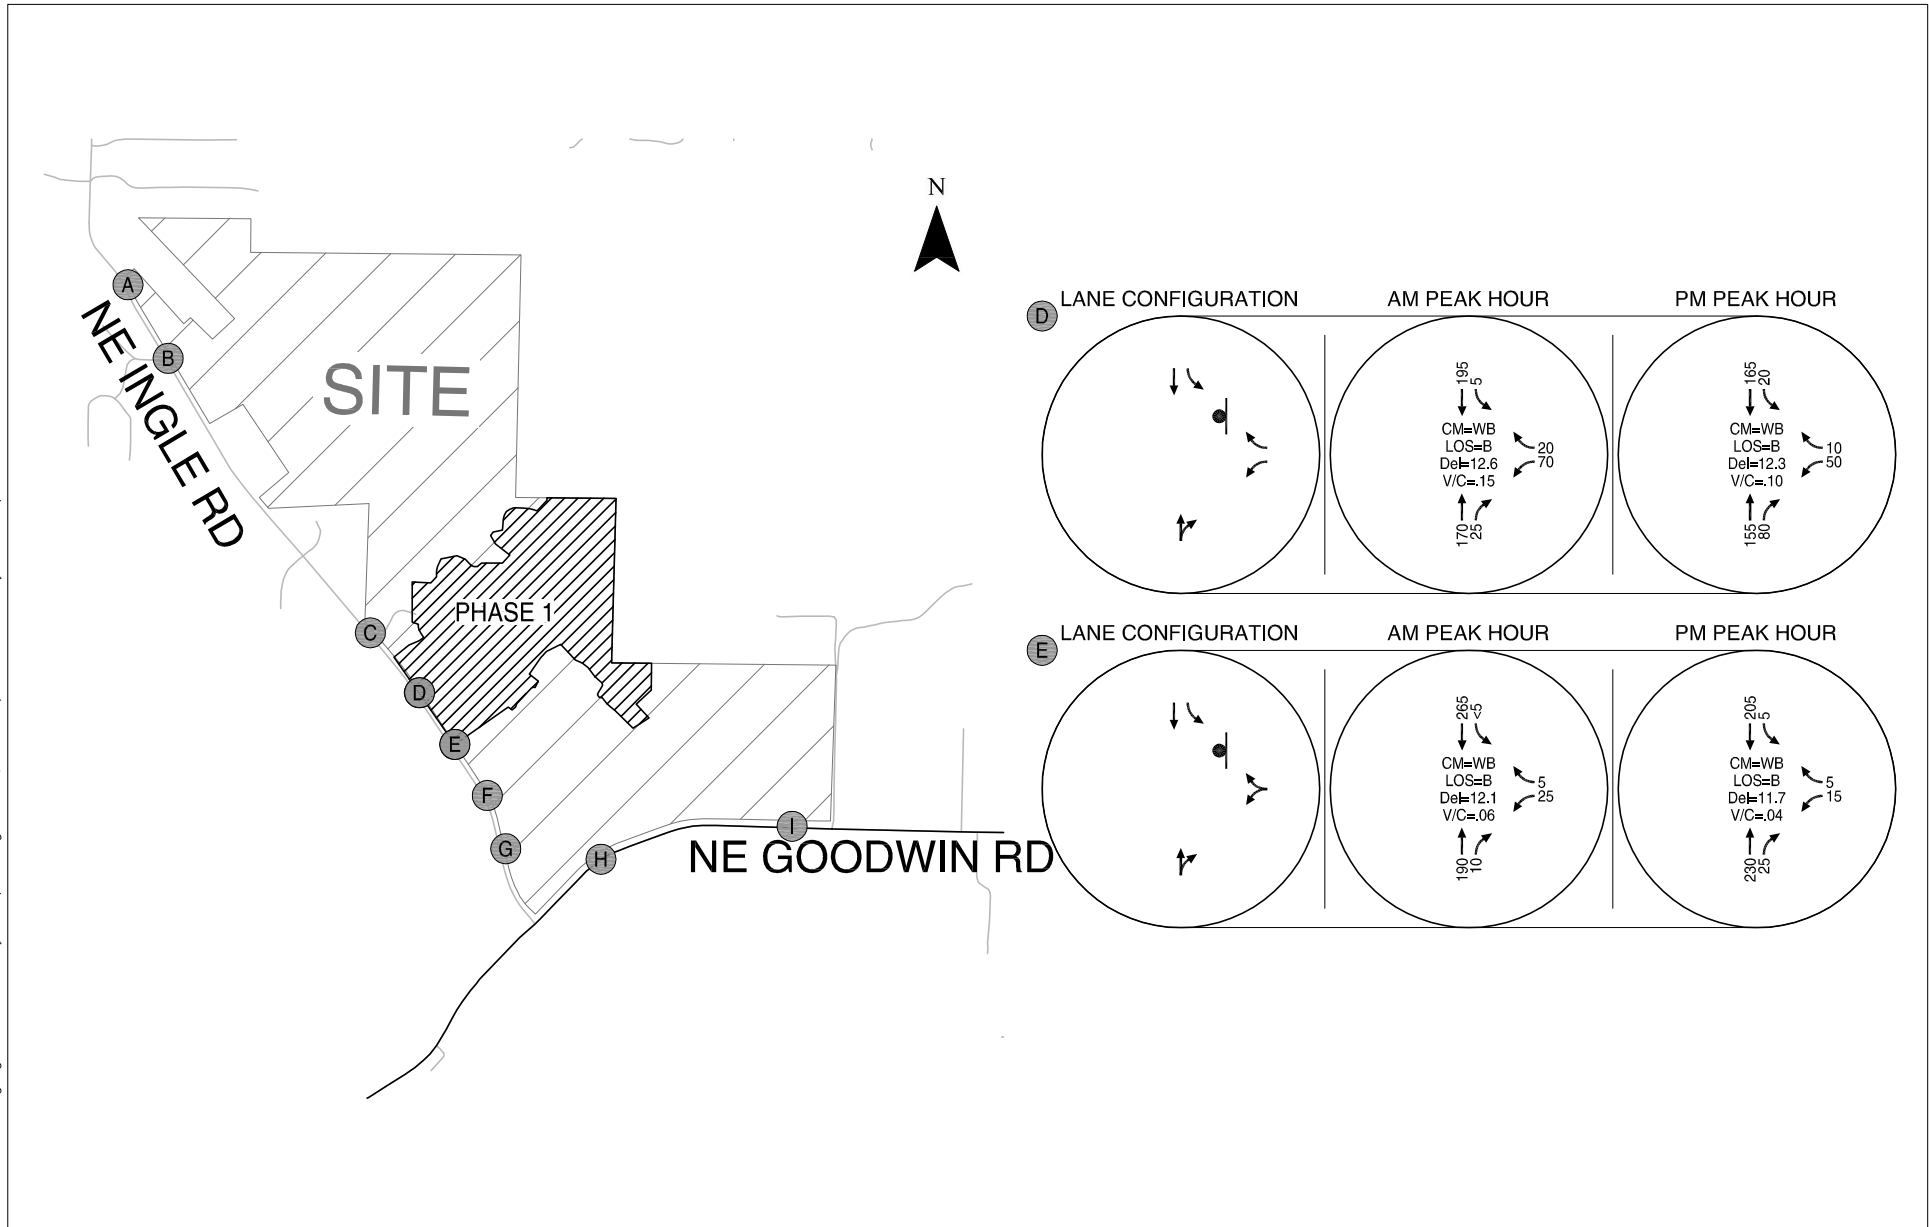 N
A
B
NE INGLE RD
SITE
PHASE 1
C
D
E
F
G
H
I
NE GOODWIN RD
D
LANE CONFIGURATION
AM PEAK HOUR
195
5
CM=WB
LOS=B
Del=12.6
V/C=.15
20
70
170
25
PM PEAK HOUR
165
20
CM=WB
LOS=B
Del=12.3
V/C=.10
10
50
155
80
E
LANE CONFIGURATION
AM PEAK HOUR
265
<5
CM=WB
LOS=B
Del=12.1
V/C=.06
5
25
190
10
PM PEAK HOUR
205
5
CM=WB
LOS=B
Del=11.7
V/C=.04
5
15
230
25